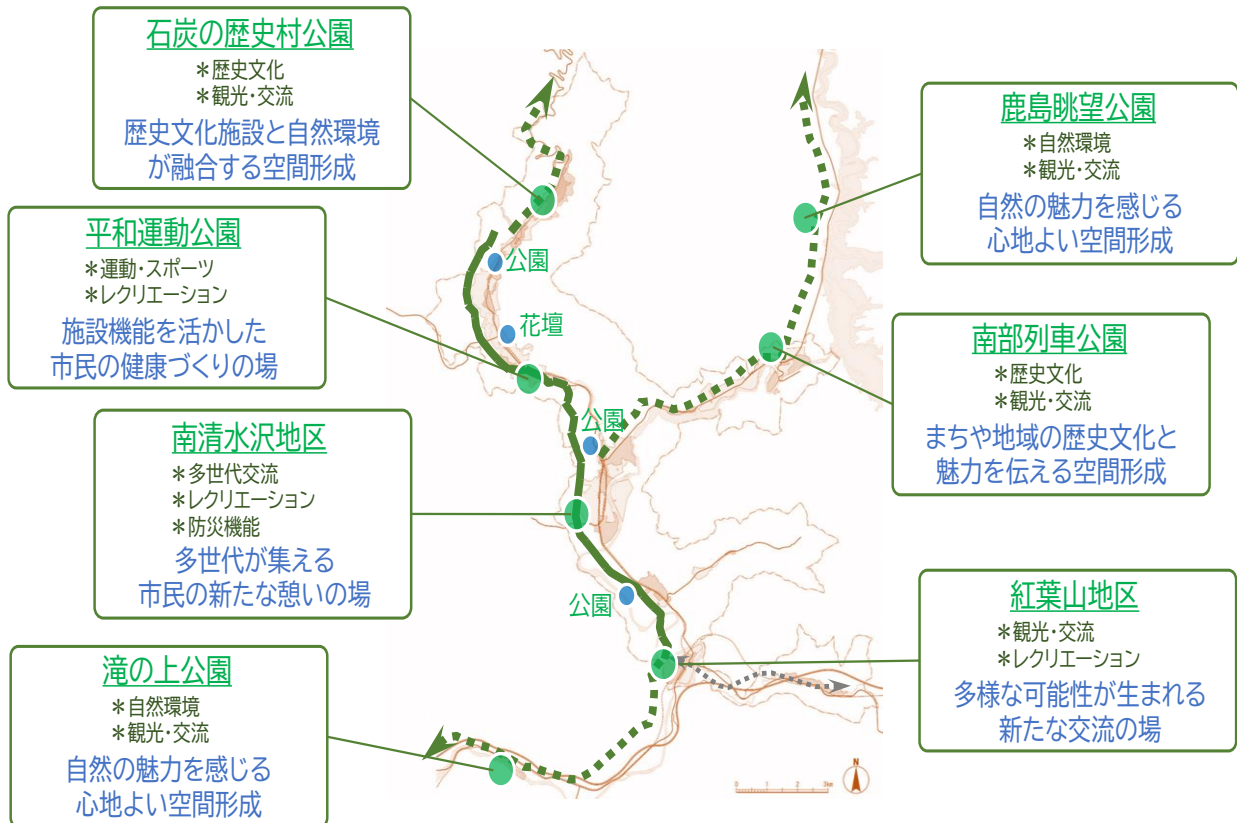 石炭の歴史村公園
＊歴史文化
＊観光・交流
歴史文化施設と自然環境
が融合する空間形成
平和運動公園
＊運動・スポーツ
＊レクリエーション
施設機能を活かした
市民の健康づくりの場
南清水沢地区
＊多世代交流
＊レクリエーション
＊防災機能
多世代が集える
市民の新たな憩いの場
滝の上公園
＊自然環境
＊観光・交流
自然の魅力を感じる
心地よい空間形成
公園
花壇
公園
公園
鹿島眺望公園
＊自然環境
＊観光・交流
自然の魅力を感じる
心地よい空間形成
南部列車公園
＊歴史文化
＊観光・交流
まちや地域の歴史文化と
魅力を伝える空間形成
紅葉山地区
＊観光・交流
＊レクリエーション
多様な可能性が生まれる
新たな交流の場
0 1 2 3km
N